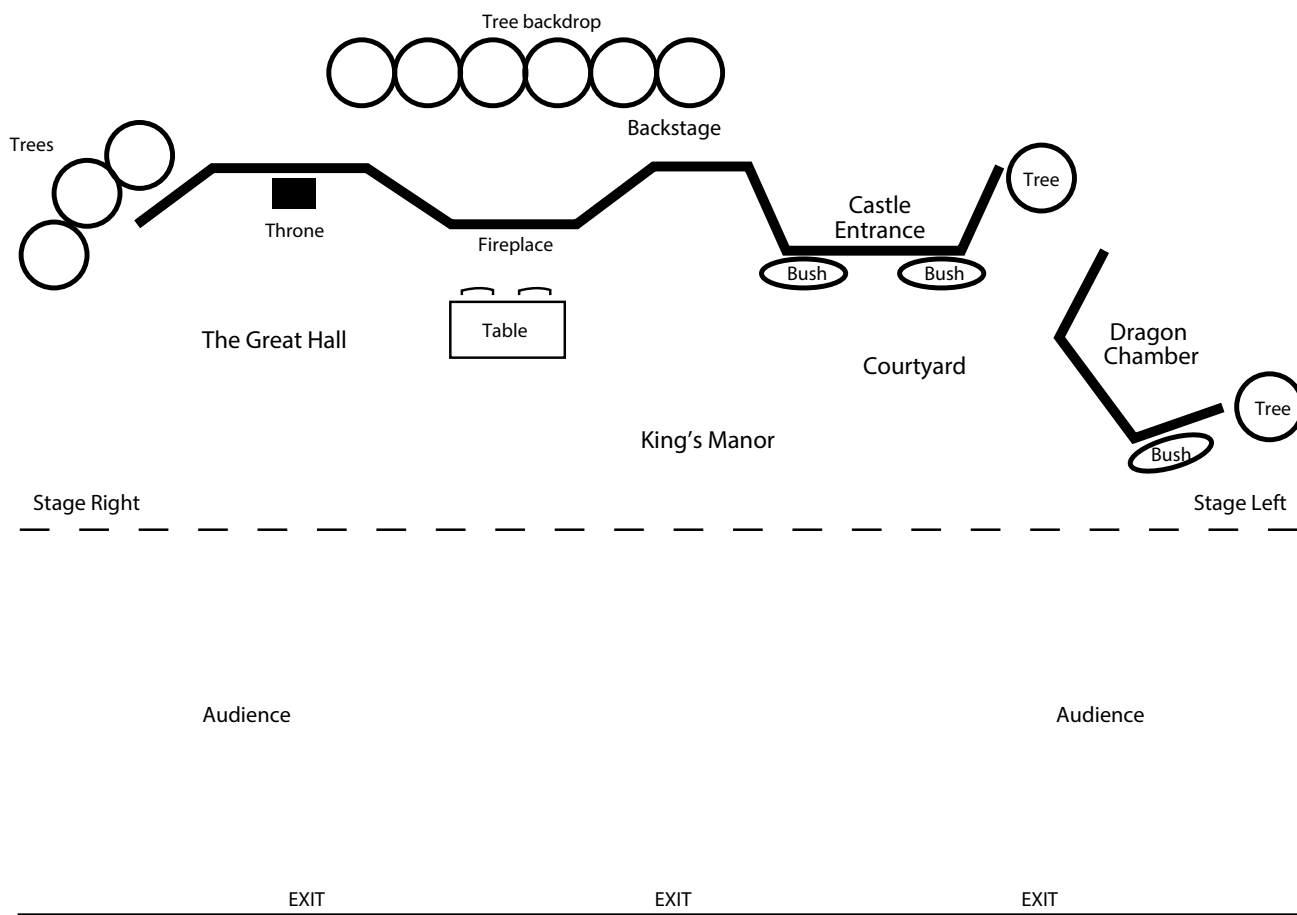 Tree backdrop
Backstage
Trees
Tree
Castle
Entrance
Throne
Fireplace
Bush
Bush
Table
The Great Hall
Dragon
Chamber
Courtyard
Tree
King's Manor
Bush
Stage Right
Stage Left
Audience
Audience
EXIT
EXIT
EXIT